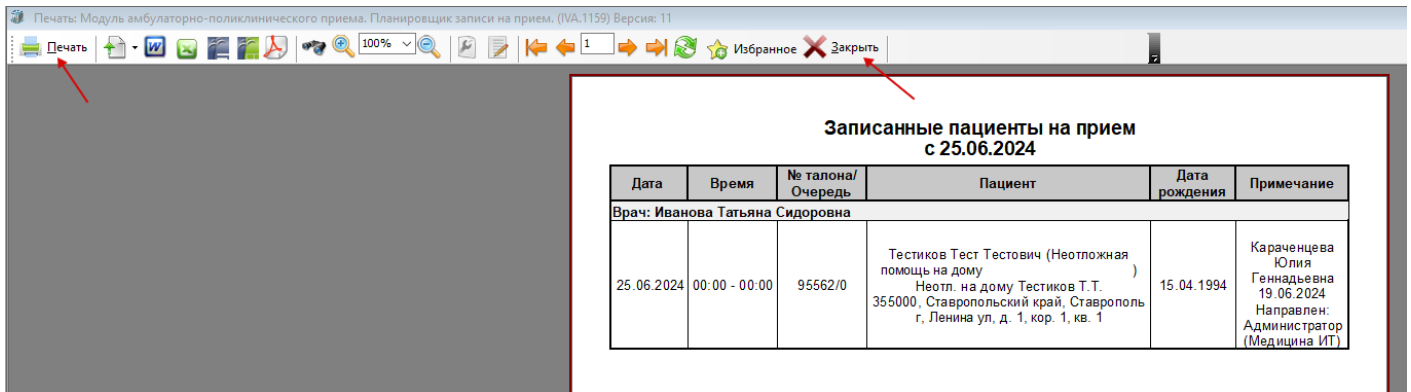 Печать: Модуль амбулаторно-поликлинического приема. Планировщик записи на прием. (IVA.1159) Версия: 11
Печать 100% 1 Избранное Закрыть
Записанные пациенты на прием
с 25.06.2024
Дата Время № талона/ Очередь Пациент Дата рождения Примечание
Врач: Иванова Татьяна Сидоровна
25.06.2024 00:00 - 00:00 95562/0
Тестиков Тест Тестович (Неотложная
помощь на дому )
Неотл. на дому Тестиков Т.Т.
355000, Ставропольский край, Ставрополь
г, Ленина ул, д. 1, кор. 1, кв. 1
15.04.1994
Караченцева
Юлия
Геннадьевна
19.06.2024
Направлен:
Администратор
(Медицина ИТ)